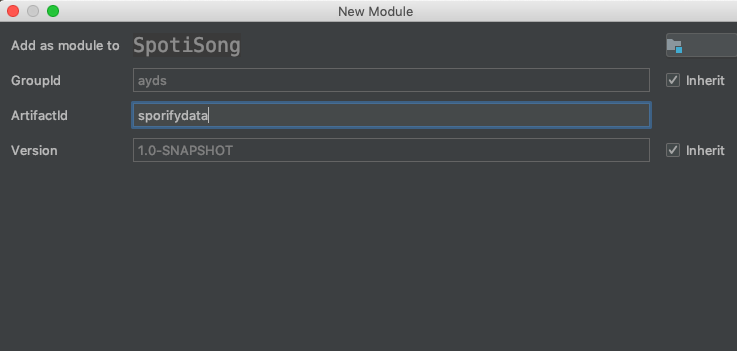 New Module
Add as module to SpotiSong
GroupId ayds Inherit
ArtifactId sporifydata
Version 1.0-SNAPSHOT Inherit